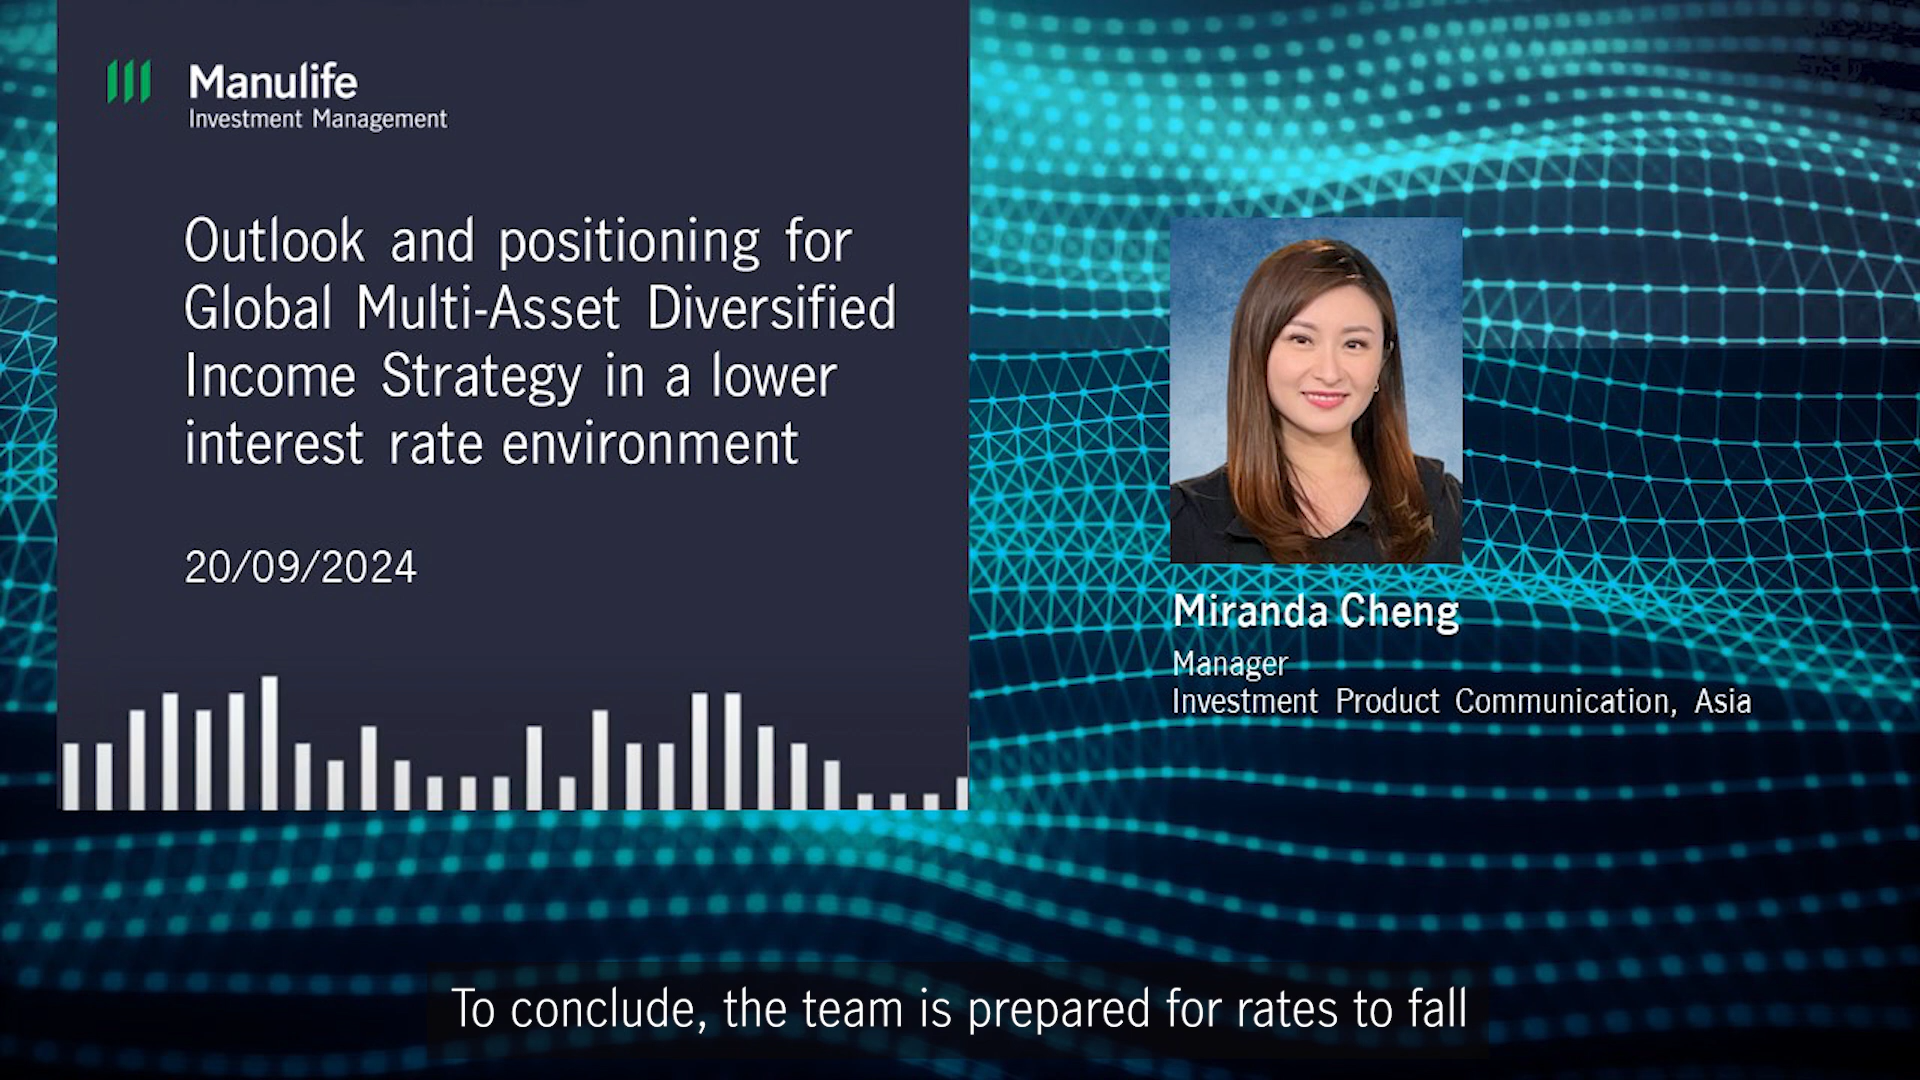 Manulife
Investment Management
Outlook and positioning for
Global Multi-Asset Diversified
Income Strategy in a lower
interest rate environment
20/09/2024
Miranda Cheng
Manager
Investment Product Communication, Asia
To conclude, the team is prepared for rates to fall